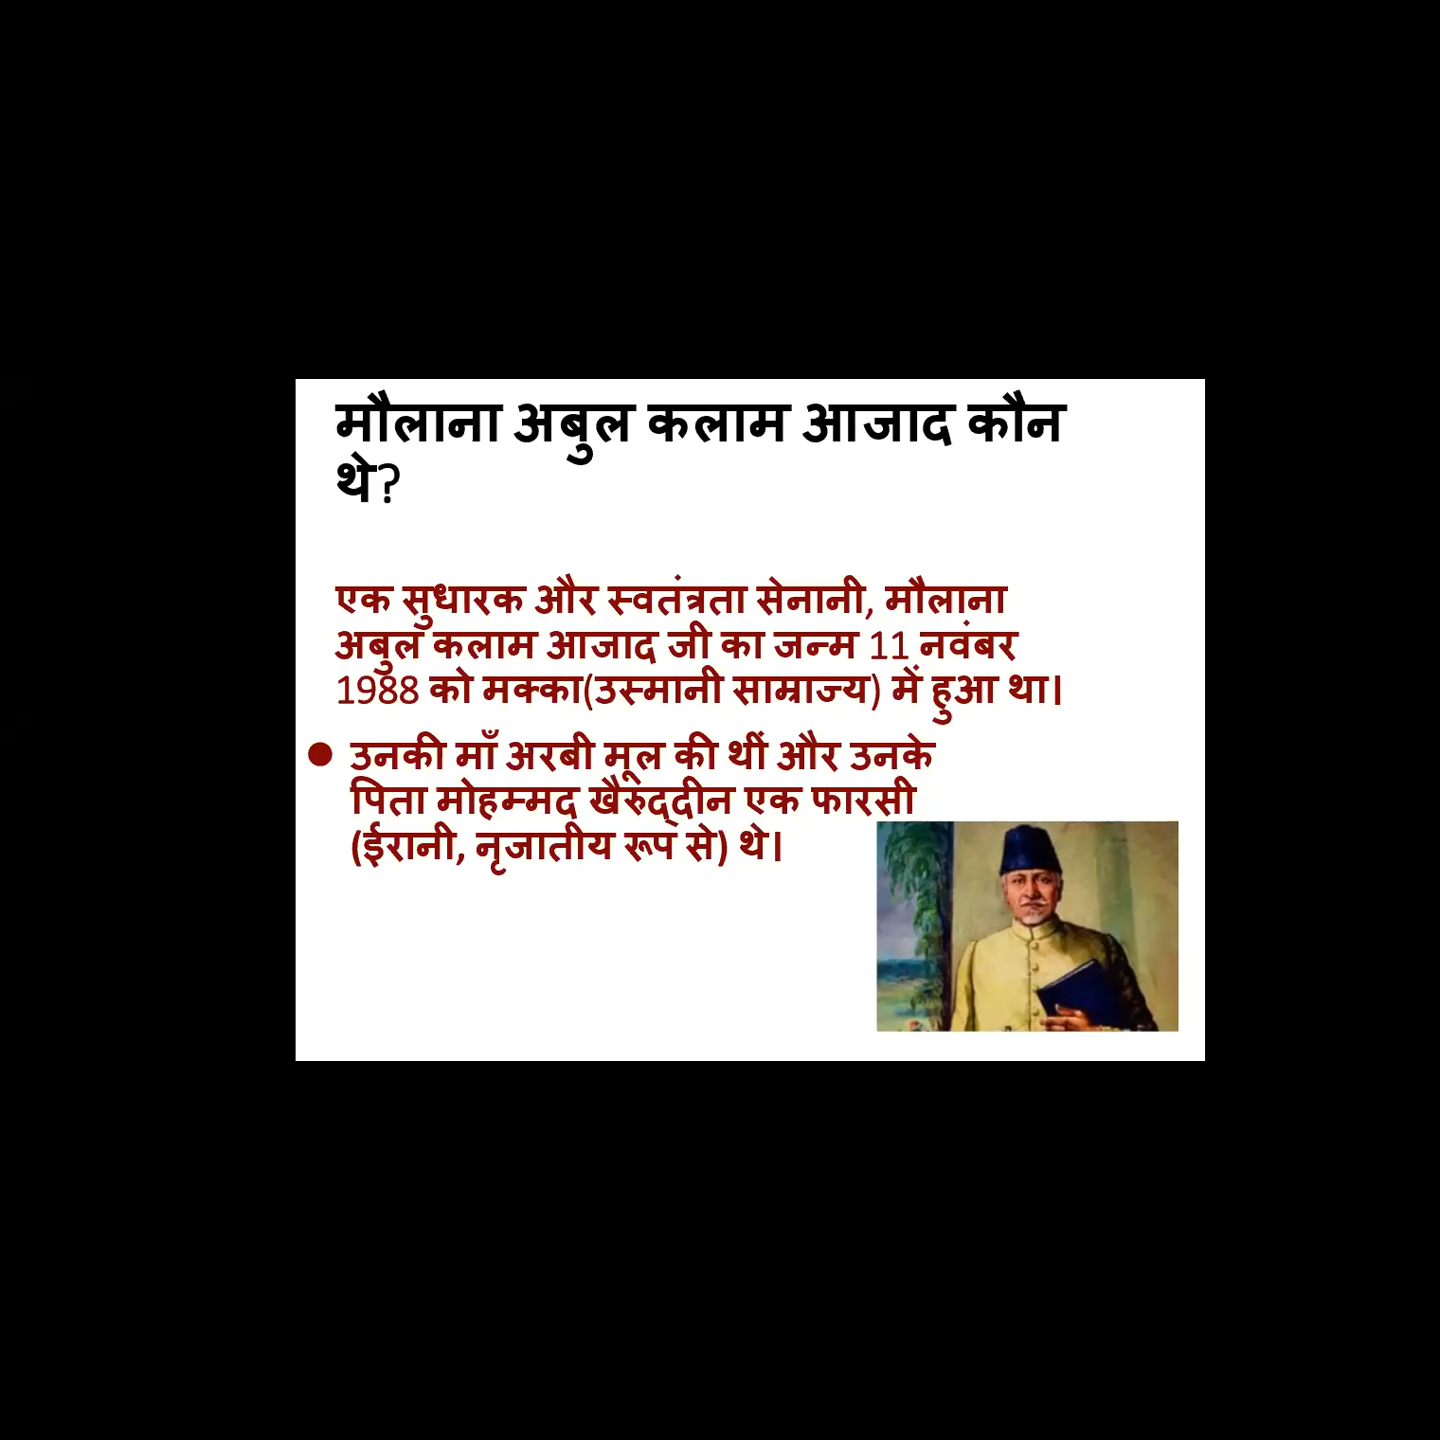 मौलाना अबुल कलाम आजाद कौन
थे?
एक सुधारक और स्वतंत्रता सेनानी, मौलाना
अबुल कलाम आजाद जी का जन्म 11 नवंबर
1988 को मक्का(उस्मानी साम्राज्य) में हुआ था।
उनकी माँ अरबी मूल की थीं और उनके
पिता मोहम्मद खैरुद्दीन एक फारसी
(ईरानी, नृजातीय रूप से) थे।